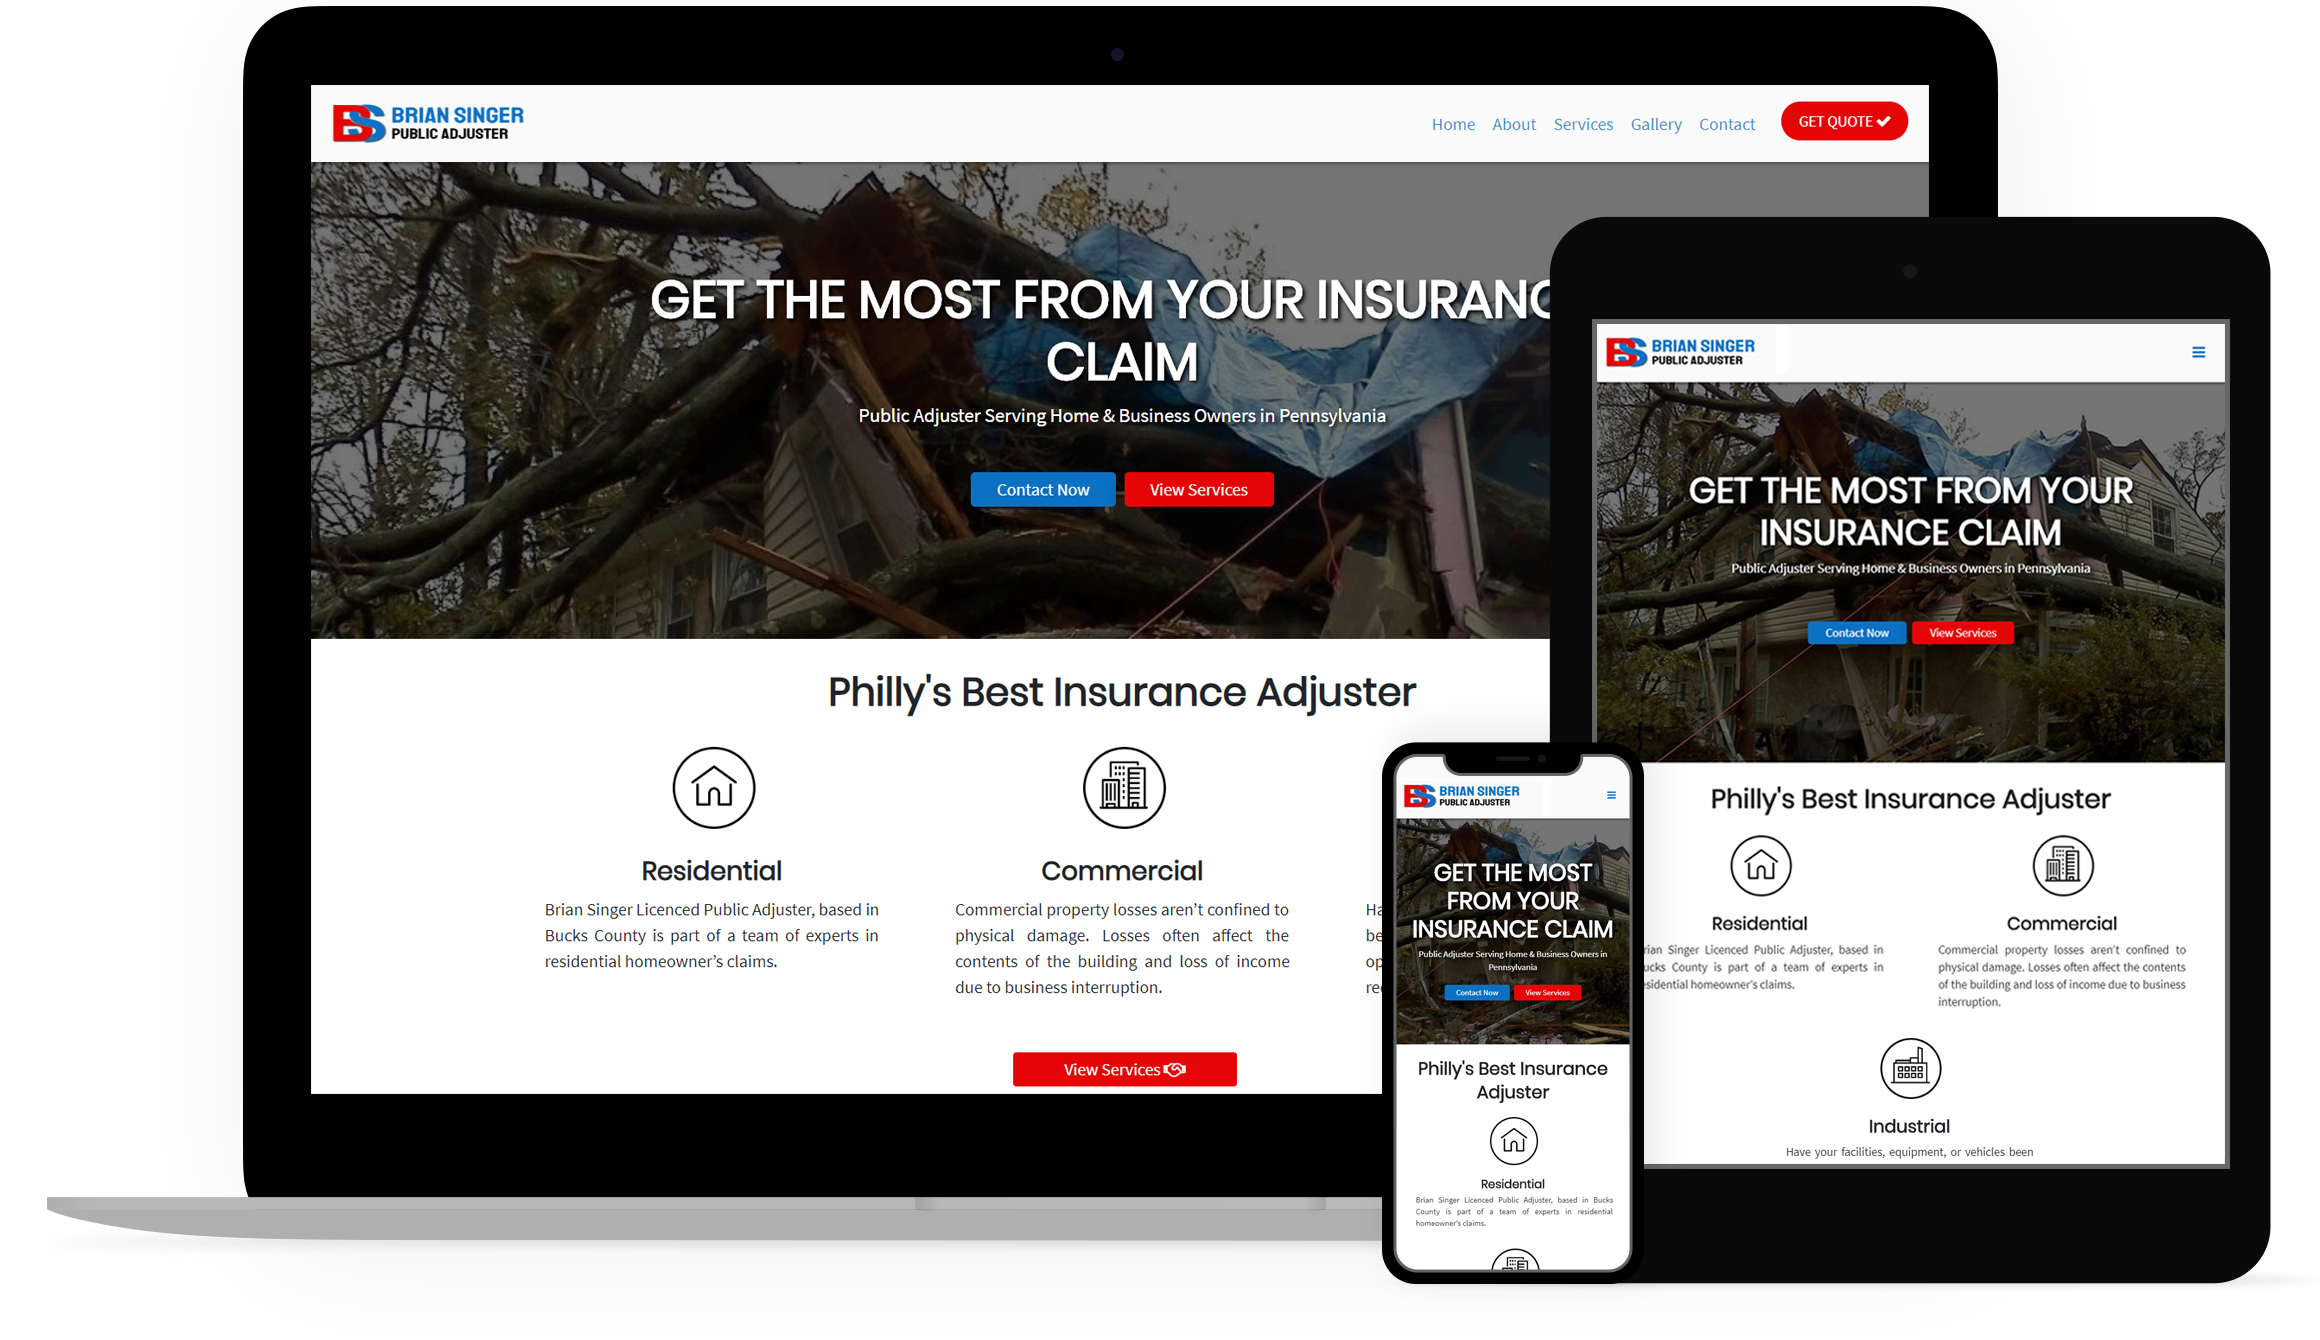 BS BRIAN SINGER
PUBLIC ADJUSTER
Home About Services Gallery Contact GET QUOTE
GET THE MOST FROM YOUR INSURANC
CLAIM
Public Adjuster Serving Home & Business Owners in Pennsylvania
Contact Now View Services
Philly's Best Insurance Adjuster
Residential
Brian Singer Licenced Public Adjuster, based in
Bucks County is part of a team of experts in
residential homeowner’s claims.
Commercial
Commercial property losses aren’t confined to
physical damage. Losses often affect the
contents of the building and loss of income
due to business interruption.
Ha
be
op
re
View Services
BS BRIAN SINGER
PUBLIC ADJUSTER
GET THE MOST FROM YOUR
INSURANCE CLAIM
Public Adjuster Serving Home & Business Owners in Pennsylvania
Contact Now View Services
Philly's Best Insurance Adjuster
Residential
rian Singer Licenced Public Adjuster, based in
ucks County is part of a team of experts in
sidential homeowner’s claims.
Commercial
Commercial property losses aren’t confined to
physical damage. Losses often affect the contents
of the building and loss of income due to business
interruption.
Industrial
Have your facilities, equipment, or vehicles been
BS BRIAN SINGER
PUBLIC ADJUSTER
GET THE MOST
FROM YOUR
INSURANCE CLAIM
Public Adjuster Serving Home & Business Owners in
Pennsylvania
Contact Now View Services
Philly's Best Insurance
Adjuster
Residential
Brian Singer Licenced Public Adjuster, based in Bucks
County is part of a team of experts in residential
homeowner’s claims.